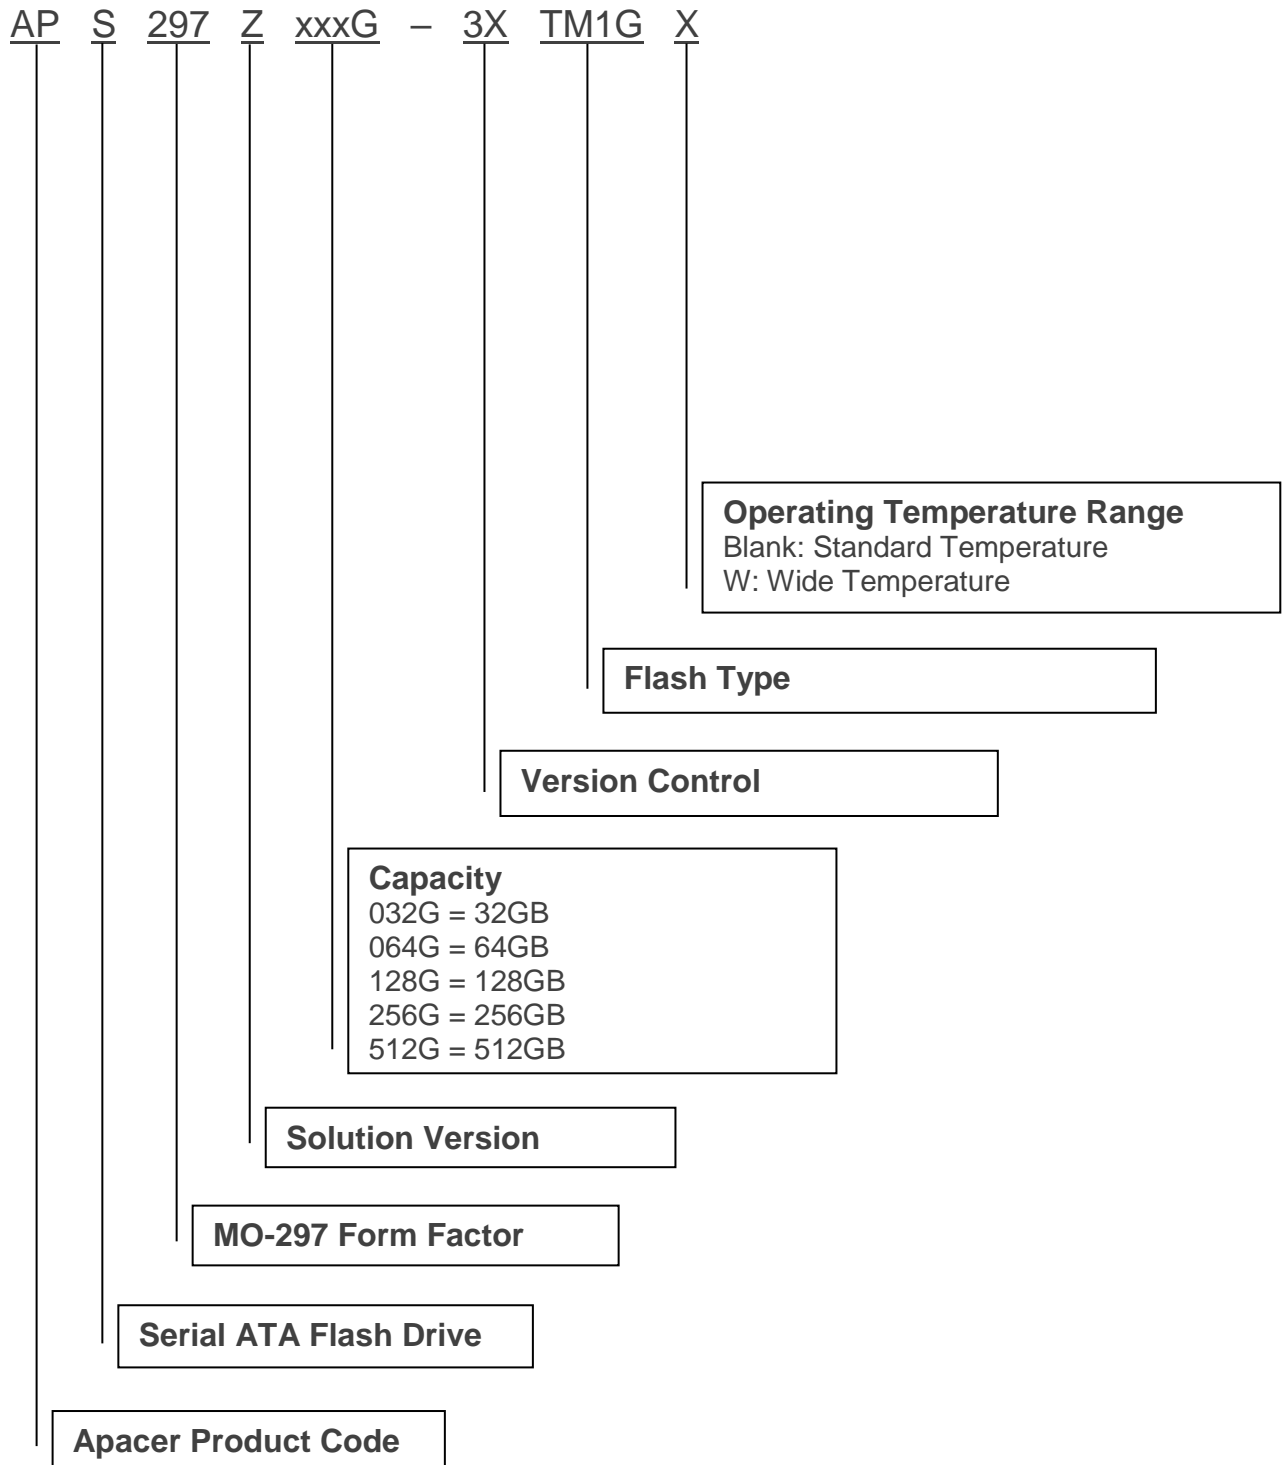 AP S 297 Z xxxG – 3X TM1G X
Operating Temperature Range
Blank: Standard Temperature
W: Wide Temperature
Flash Type
Version Control
Capacity
032G = 32GB
064G = 64GB
128G = 128GB
256G = 256GB
512G = 512GB
Solution Version
MO-297 Form Factor
Serial ATA Flash Drive
Apacer Product Code